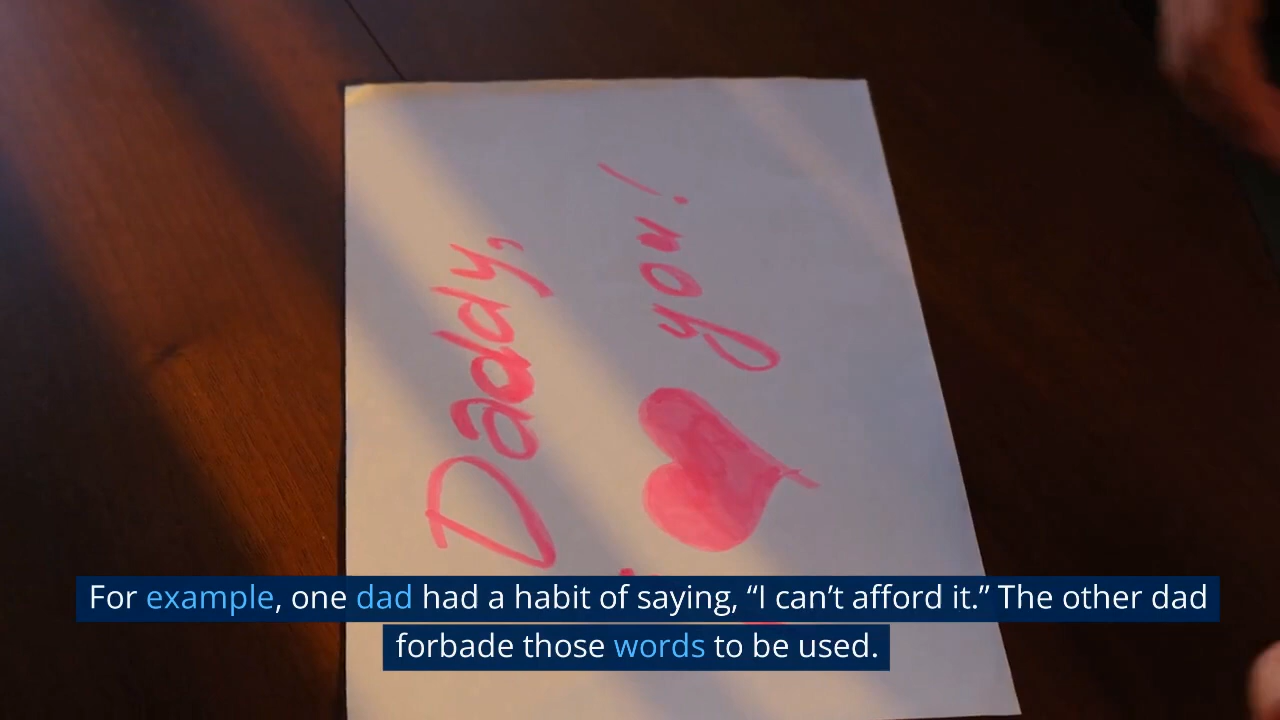 Daddy,
you!
For example, one dad had a habit of saying, “I can’t afford it.” The other dad
forbade those words to be used.